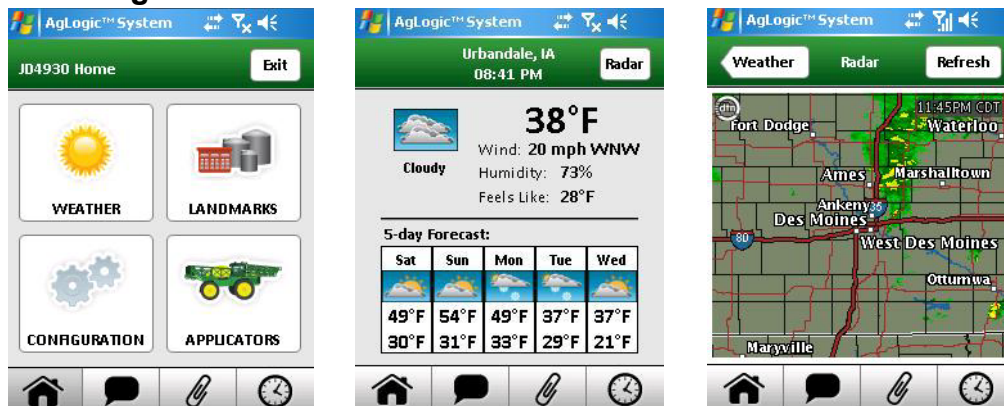 AgLogic™ System
JD4930 Home
Exit
WEATHER
LANDMARKS
CONFIGURATION
APPLICATORS
AgLogic™ System
Urbandale, IA
08:41 PM
Radar
38°F
Wind: 20 mph WNW
Cloudy
Humidity: 73%
Feels Like: 28°F
5-day Forecast:
Sat Sun Mon Tue Wed
49°F 54°F 49°F 37°F 37°F
30°F 31°F 33°F 29°F 21°F
AgLogic™ System
Weather
Radar
Refresh
dtn
11:45PM CDT
Fort Dodge
Waterloo
Ames
Marshalltown
Ankeny
35
Des Moines
80
West Des Moines
Ottumwa
Maryville